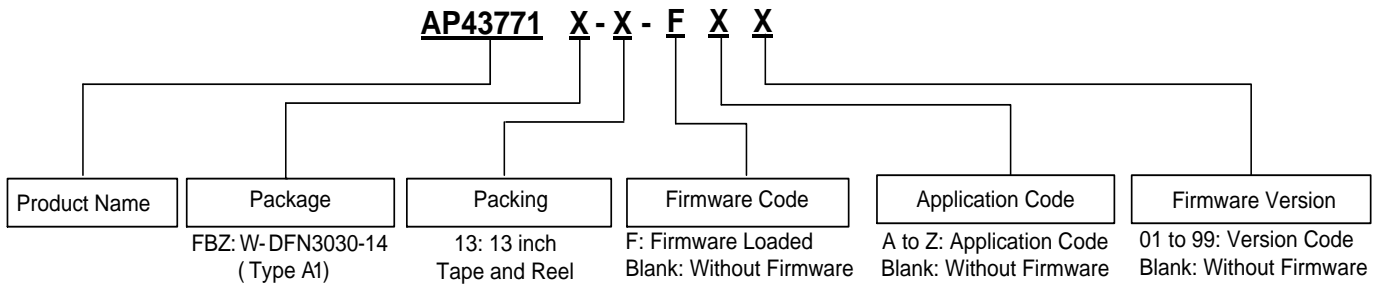 AP43771 X - X - F X X
Product Name
Package
Packing
Firmware Code
Application Code
Firmware Version
FBZ: W-DFN3030-14
(Type A1)
13: 13 inch
Tape and Reel
F: Firmware Loaded
Blank: Without Firmware
A to Z: Application Code
Blank: Without Firmware
01 to 99: Version Code
Blank: Without Firmware